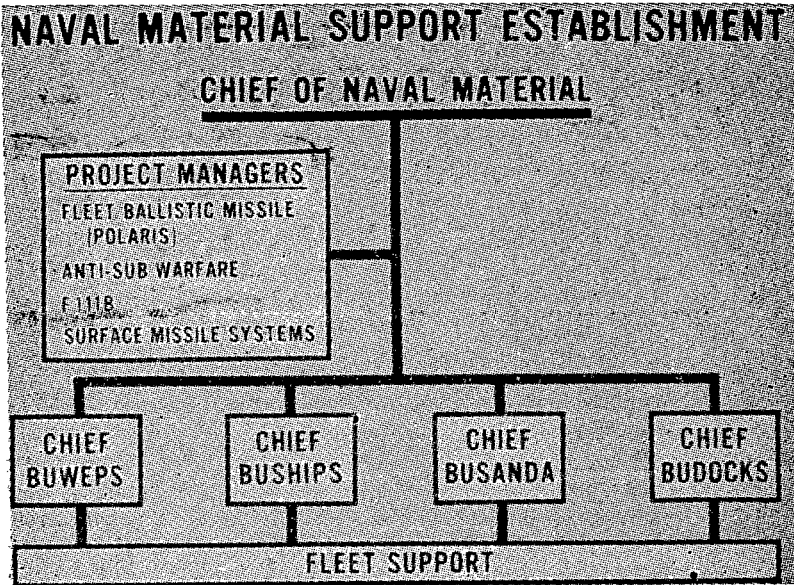 NAVAL MATERIAL SUPPORT ESTABLISHMENT
CHIEF OF NAVAL MATERIAL
PROJECT MANAGERS
FLEET BALLISTIC MISSILE
(POLARIS)
ANTI-SUB WARFARE
F111B
SURFACE MISSILE SYSTEMS
CHIEF
BUWEPS
CHIEF
BUSHIPS
CHIEF
BUSANDA
CHIEF
BUDOCKS
FLEET SUPPORT